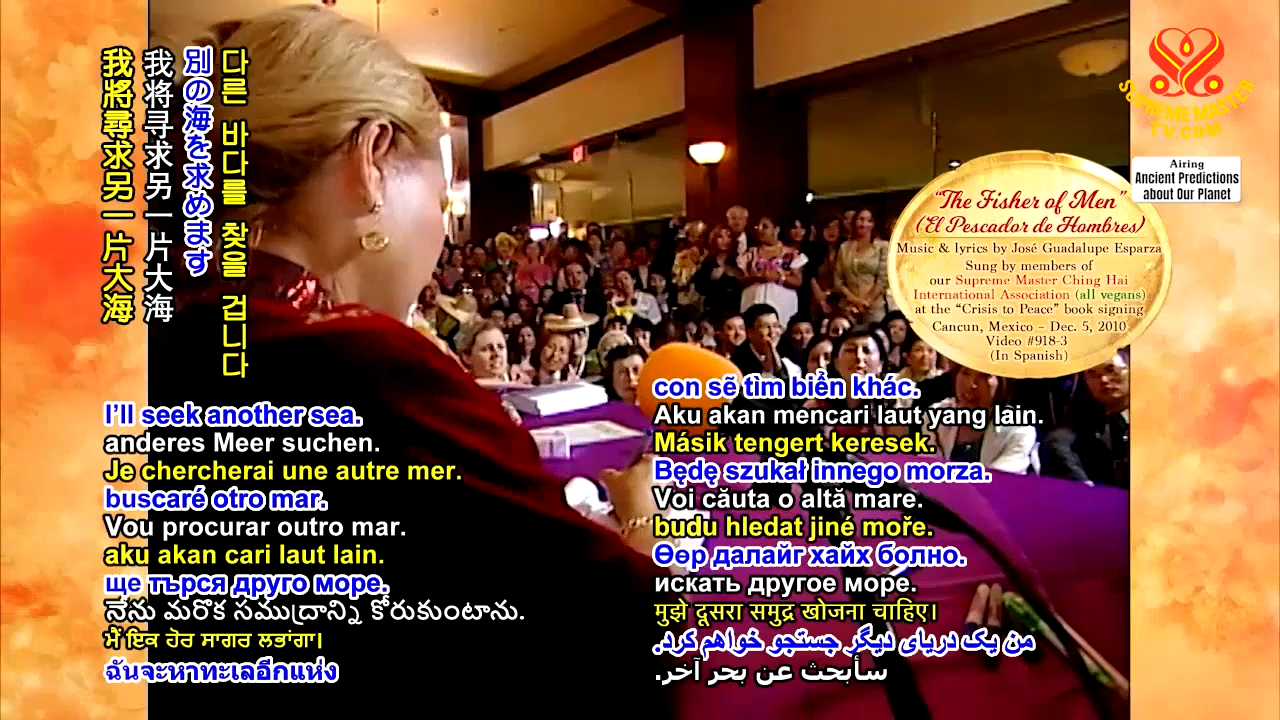 我將尋求另一片大海
我将寻求另一片大海
別の海を求めます
다른 바다를 찾을 겁니다
I’ll seek another sea.
anderes Meer suchen.
Je chercherai une autre mer.
buscaré otro mar.
Vou procurar outro mar.
aku akan cari laut lain.
ще търся друго море.
నేను మరొక సముద్రాన్ని కోరుకుంటాను.
ਮੈਂ ਇਕ ਹੋਰ ਸਾਗਰ ਲਭਾਂਗਾ।
ฉันจะหาทะเลอีกแห่ง
con sẽ tìm biển khác.
Aku akan mencari laut yang lain.
Másik tengert keresek.
Będę szukał innego morza.
Voi căuta o altă mare.
budu hledat jiné moře.
Өөр далайг хайх болно.
искать другое море.
मुझे दूसरा समुद्र खोजना चाहिए।
من یک دریای دیگر جستجو خواهم کرد.
سأبحث عن بحر آخر.
SUPREME MASTER
TV.COM
Airing
Ancient Predictions
about Our Planet
“The Fisher of Men”
(El Pescador de Hombres)
Music & lyrics by José Guadalupe Esparza
Sung by members of
our Supreme Master Ching Hai
International Association (all vegans)
at the “Crisis to Peace” book signing
Cancun, Mexico – Dec. 5, 2010
Video #918-3
(In Spanish)